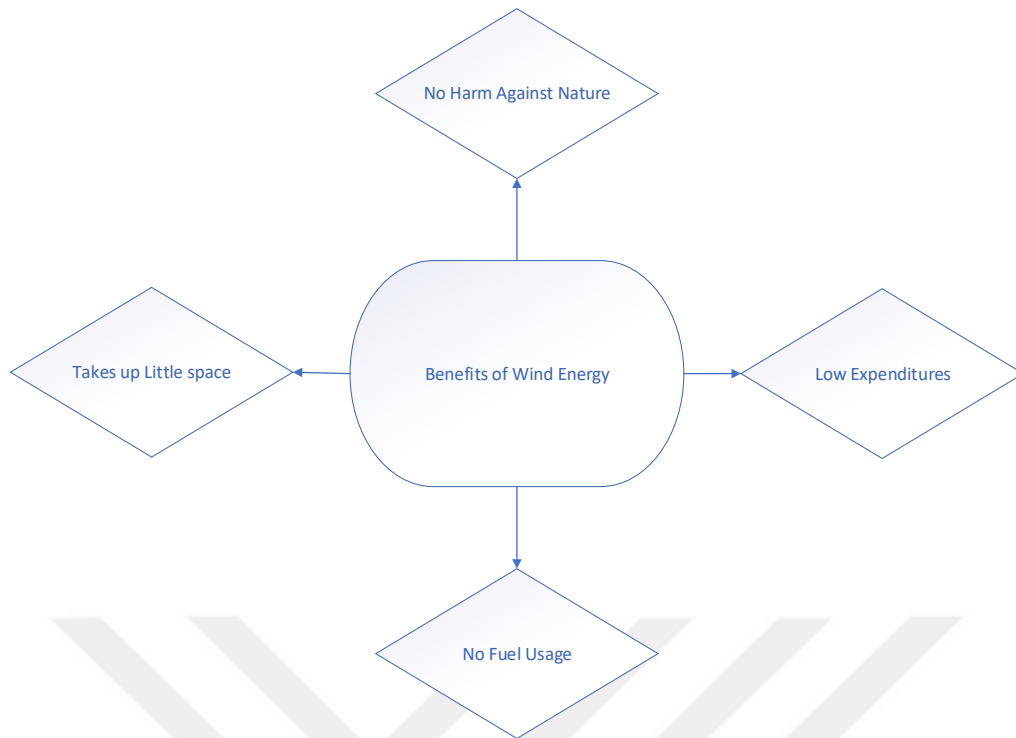 No Harm Against Nature
Takes up Little space
Benefits of Wind Energy
Low Expenditures
No Fuel Usage